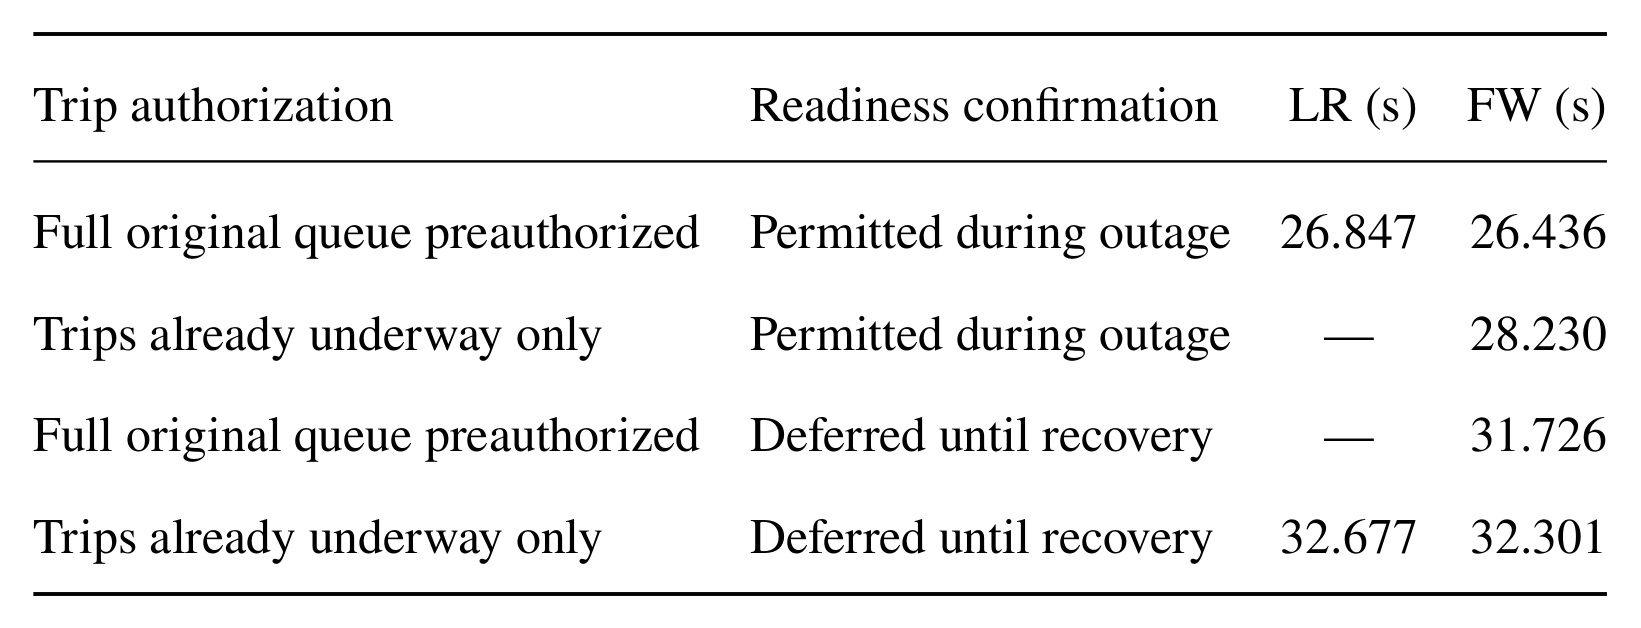 Trip authorization Readiness confirmation LR (s) FW (s)
Full original queue preauthorized Permitted during outage 26.847 26.436
Trips already underway only Permitted during outage — 28.230
Full original queue preauthorized Deferred until recovery — 31.726
Trips already underway only Deferred until recovery 32.677 32.301